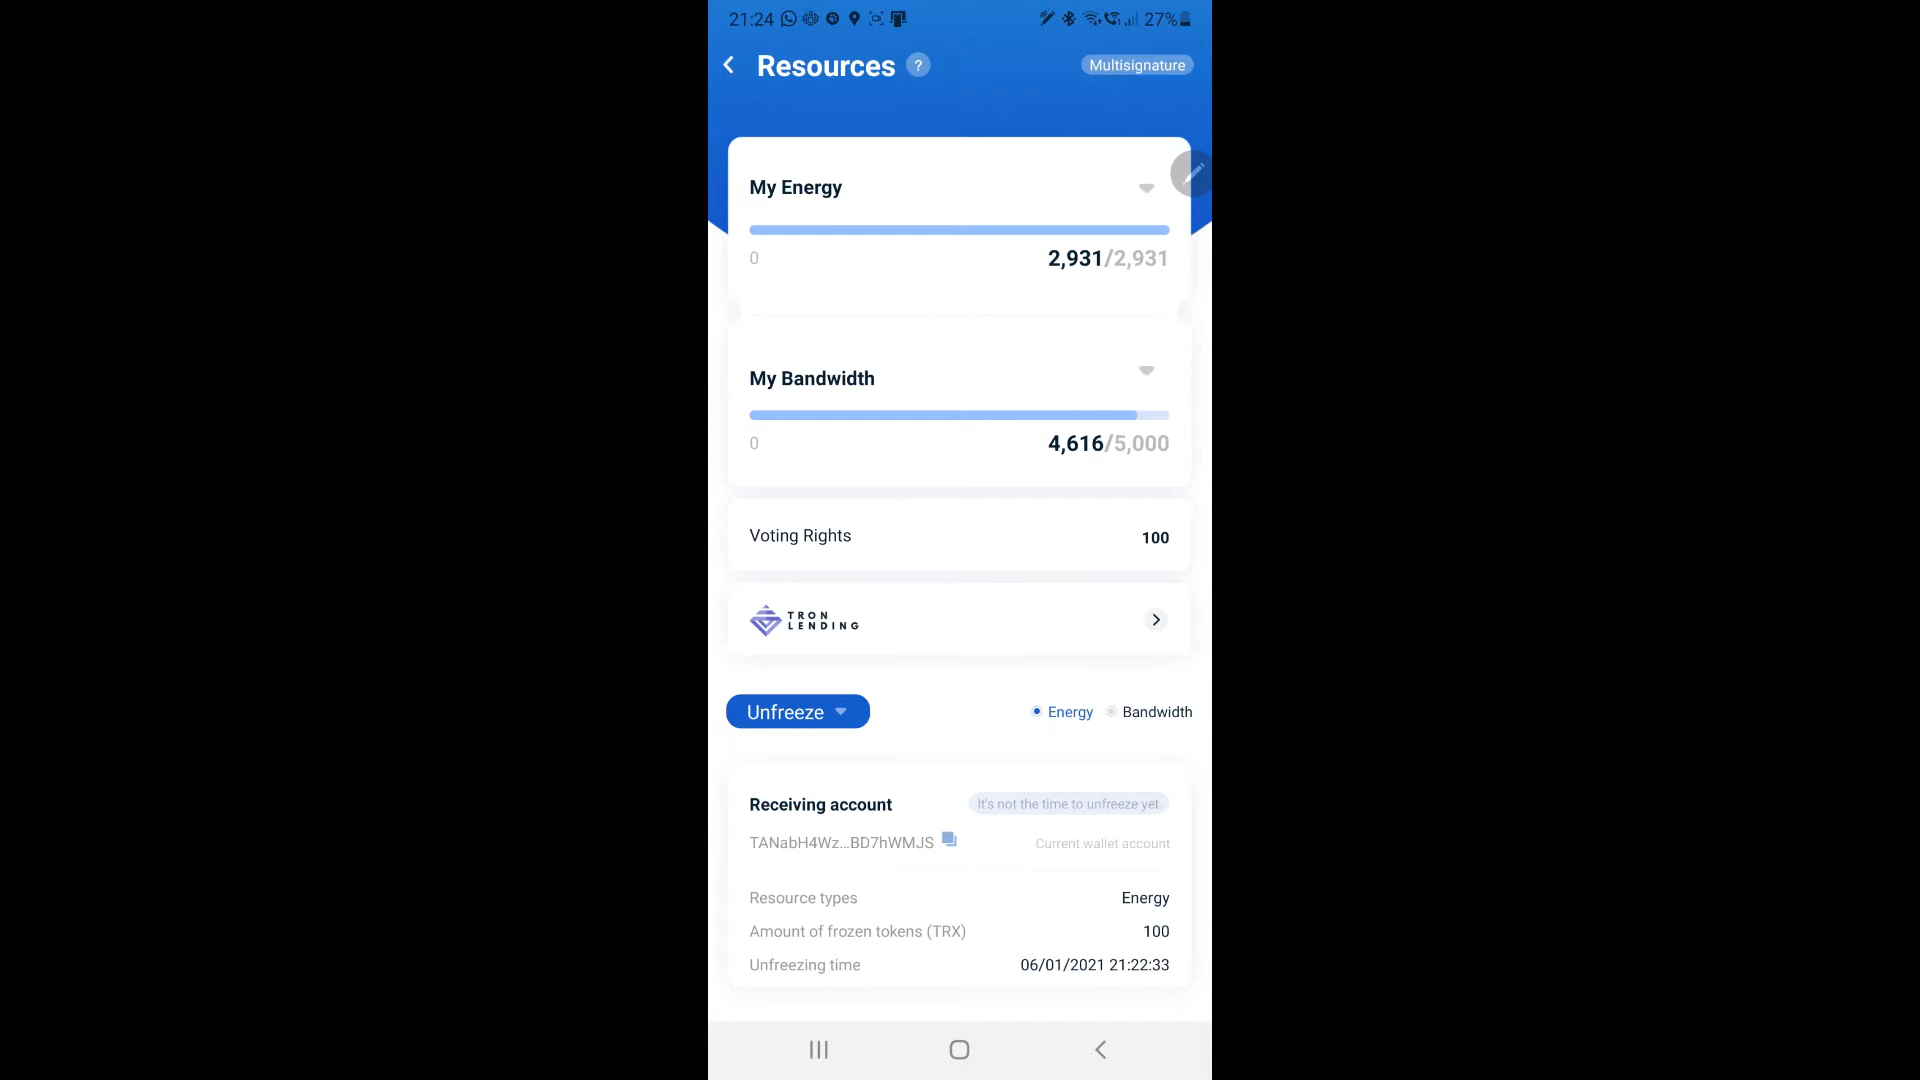 21:24 27%
Resources ? Multisignature
My Energy
0 2,931/2,931
My Bandwidth
0 4,616/5,000
Voting Rights 100
TRON
LENDING
Unfreeze Energy Bandwidth
Receiving account It's not the time to unfreeze yet.
TANabH4Wz...BD7hWMJS Current wallet account
Resource types Energy
Amount of frozen tokens (TRX) 100
Unfreezing time 06/01/2021 21:22:33